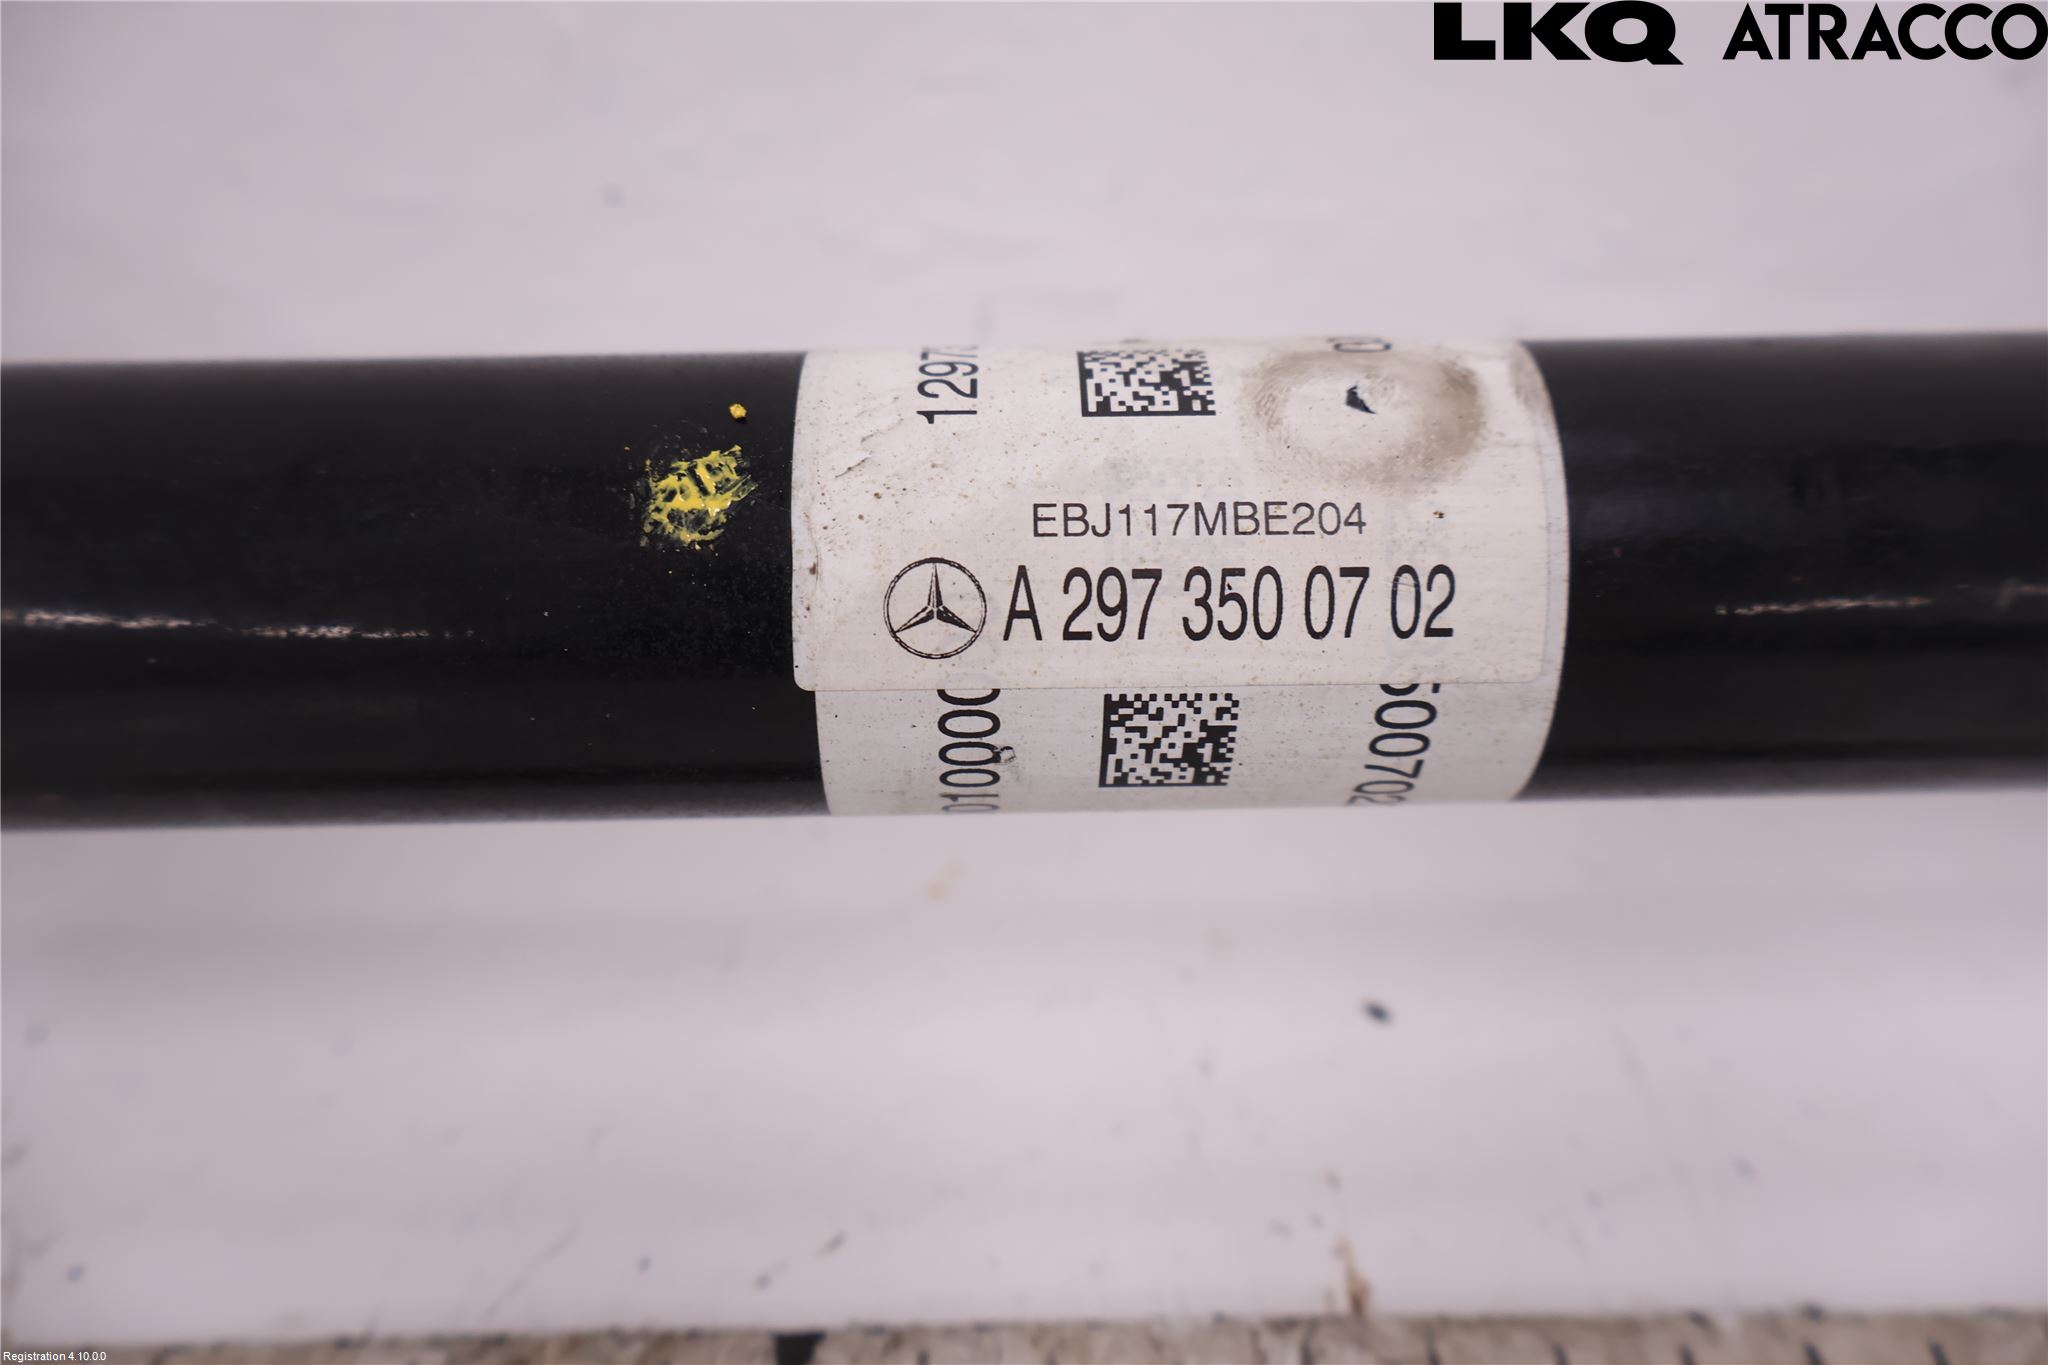 LKQ ATRACCO
EBJ117MBE204
A 297 350 07 02
Registration 4.10.0.0